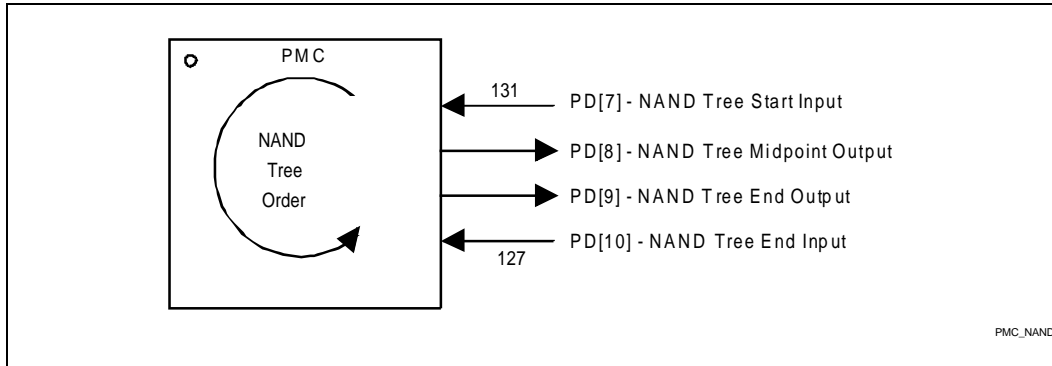 PMC
131
PD[7] - NAND Tree Start Input
NAND
Tree
Order
PD[8] - NAND Tree Midpoint Output
PD[9] - NAND Tree End Output
PD[10] - NAND Tree End Input
127
PMC_NAND